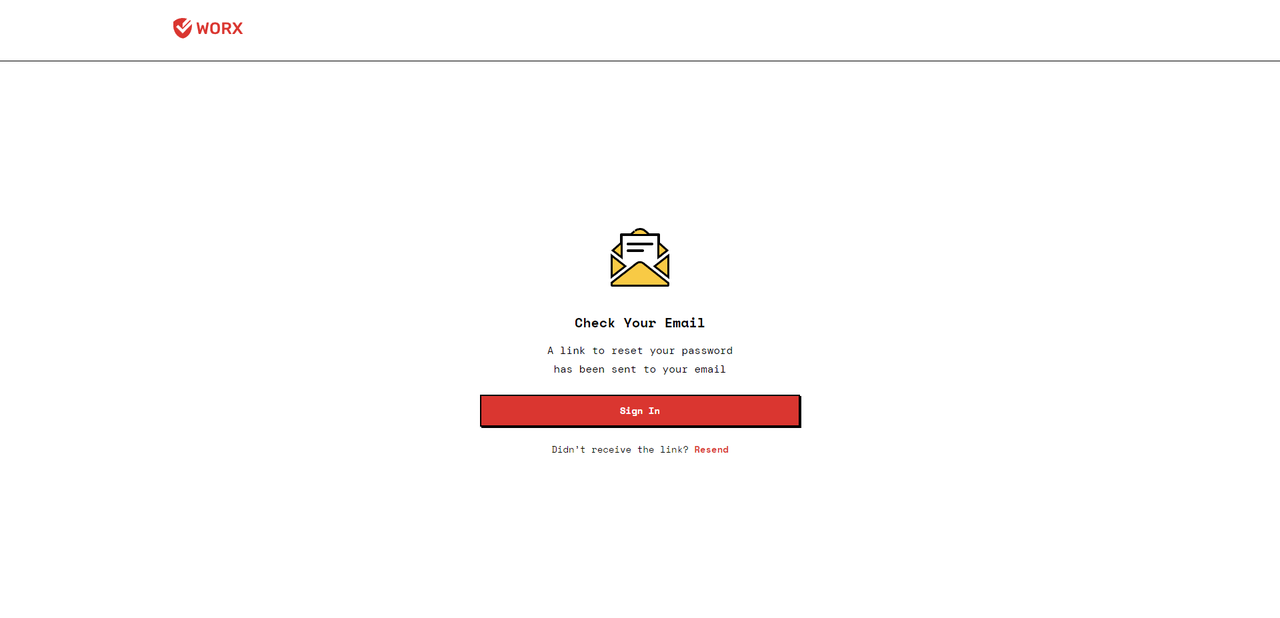 WORX
Check Your Email
A link to reset your password
has been sent to your email
Sign In
Didn't receive the link? Resend